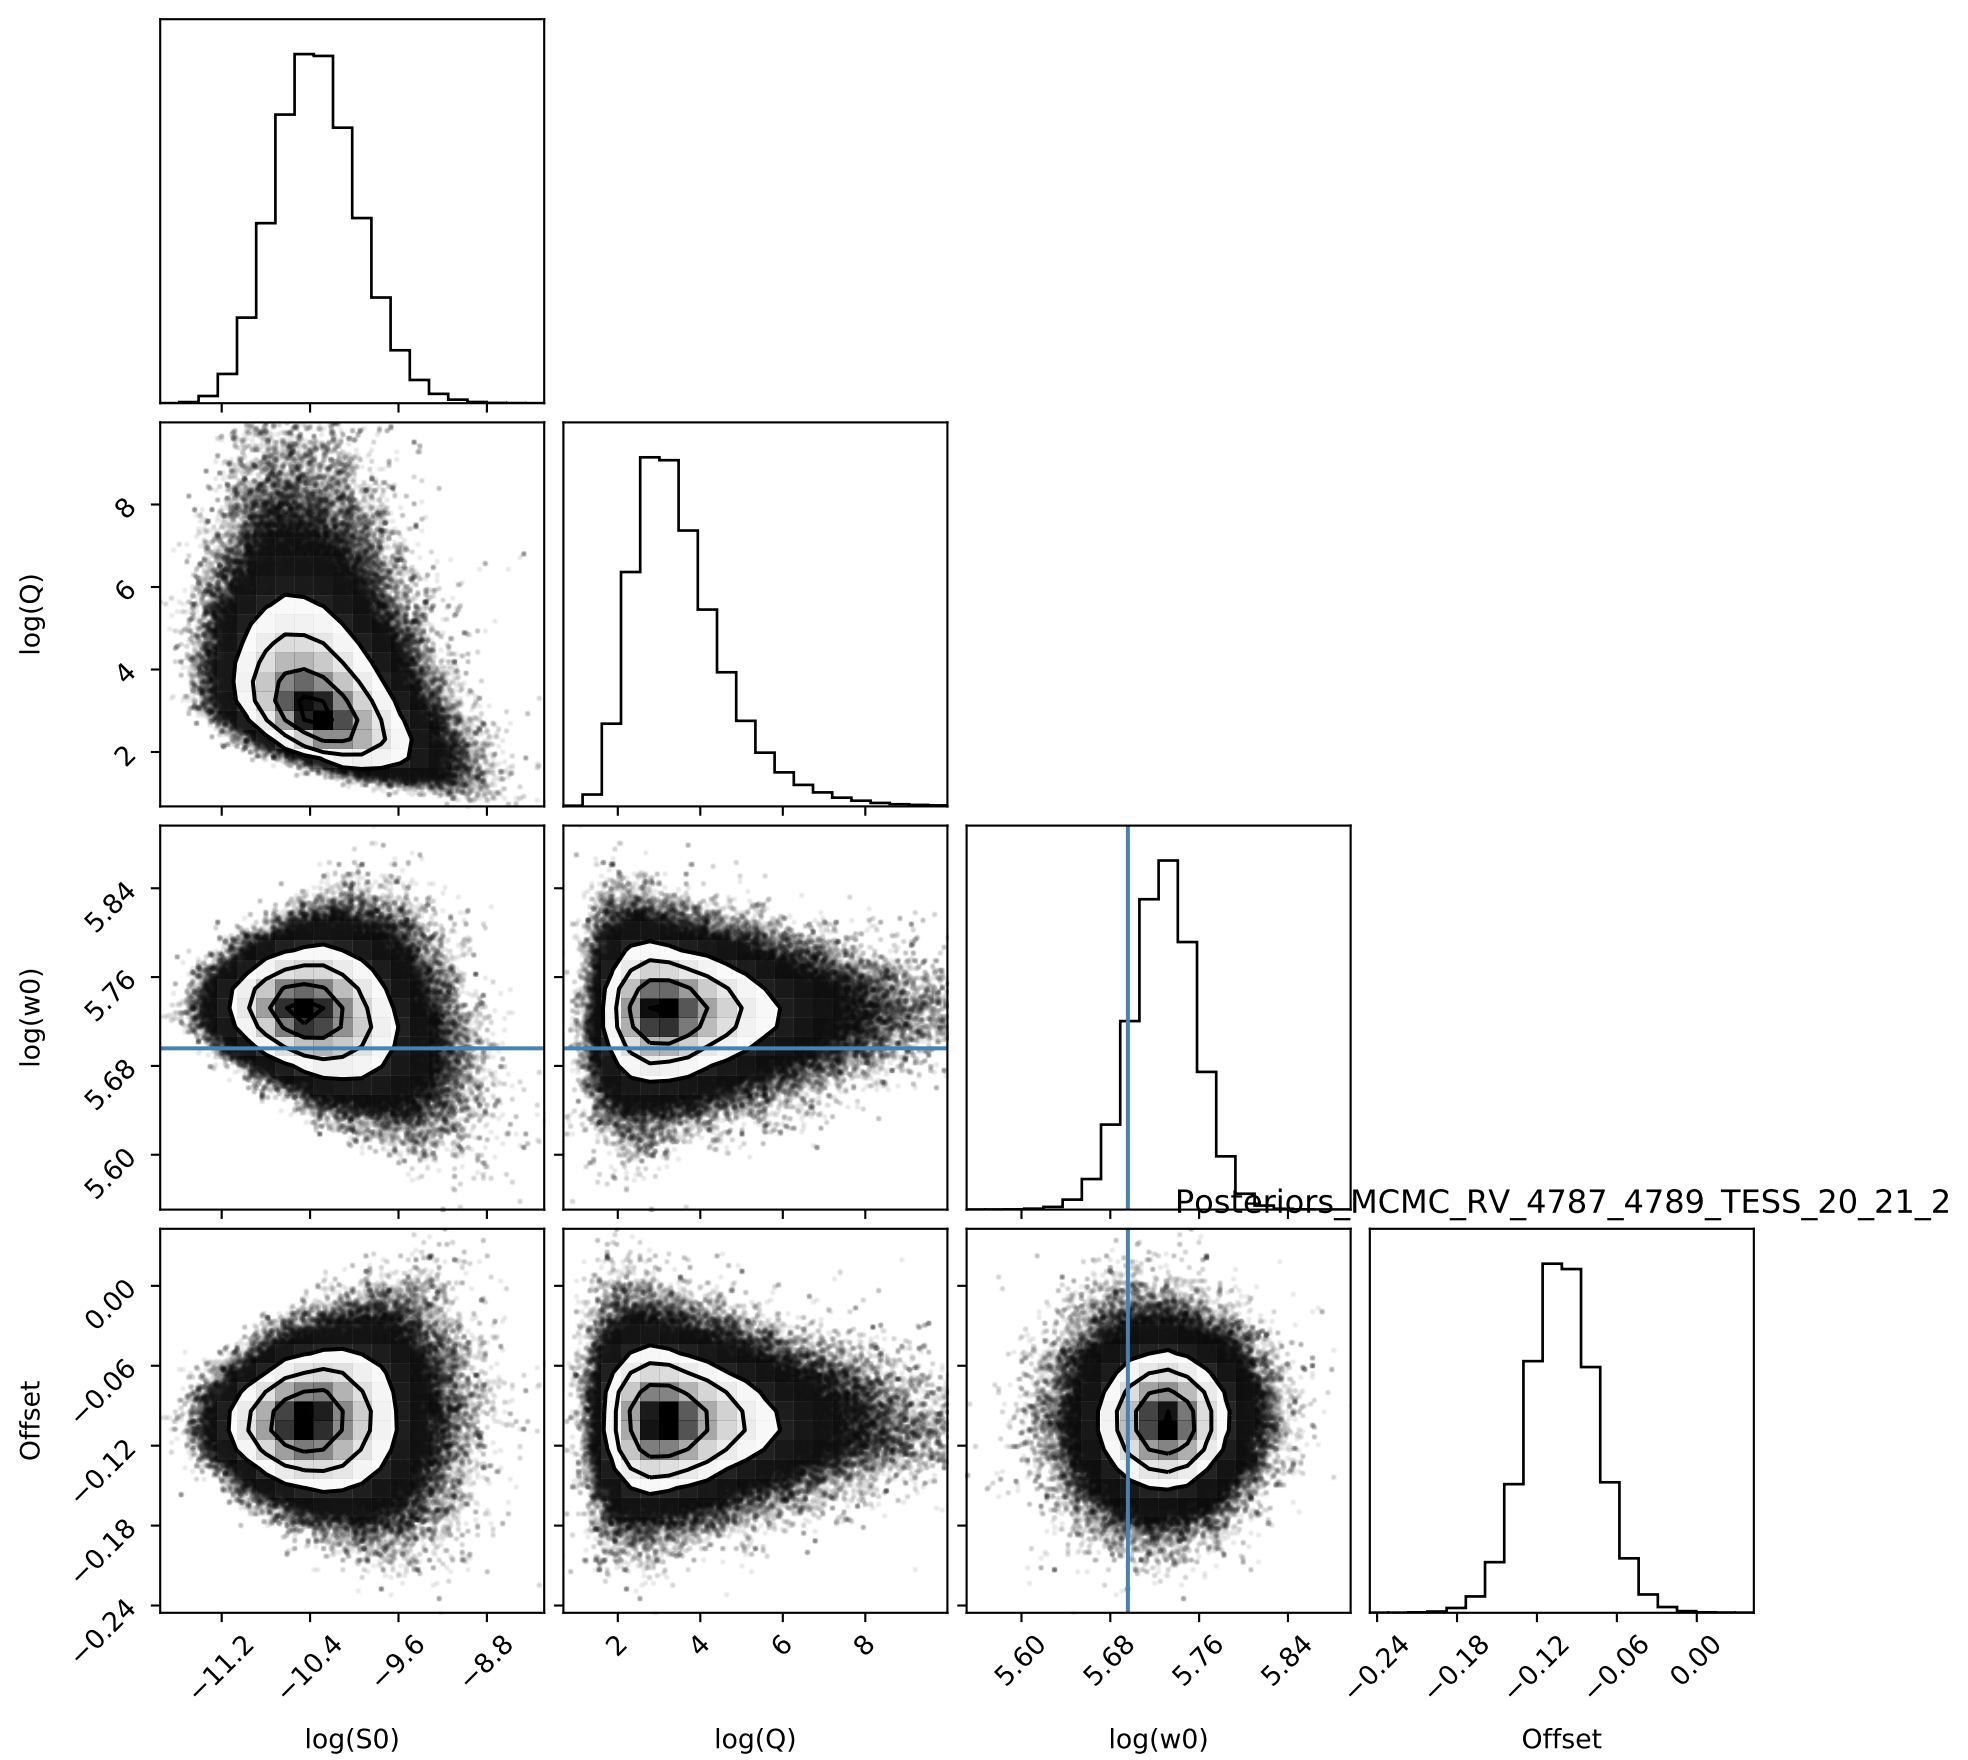 log(Q)
8
6
4
2
log(w0)
5.84
5.76
5.68
5.60
Posteriors_MCMC_RV_4787_4789_TESS_20_21_2
Offset
0.00
−0.06
−0.12
−0.18
−0.24
−11.2 −10.4 −9.6 −8.8 2 4 6 8 5.60 5.68 5.76 5.84 −0.24 −0.18 −0.12 −0.06 0.00
log(S0) log(Q) log(w0) Offset